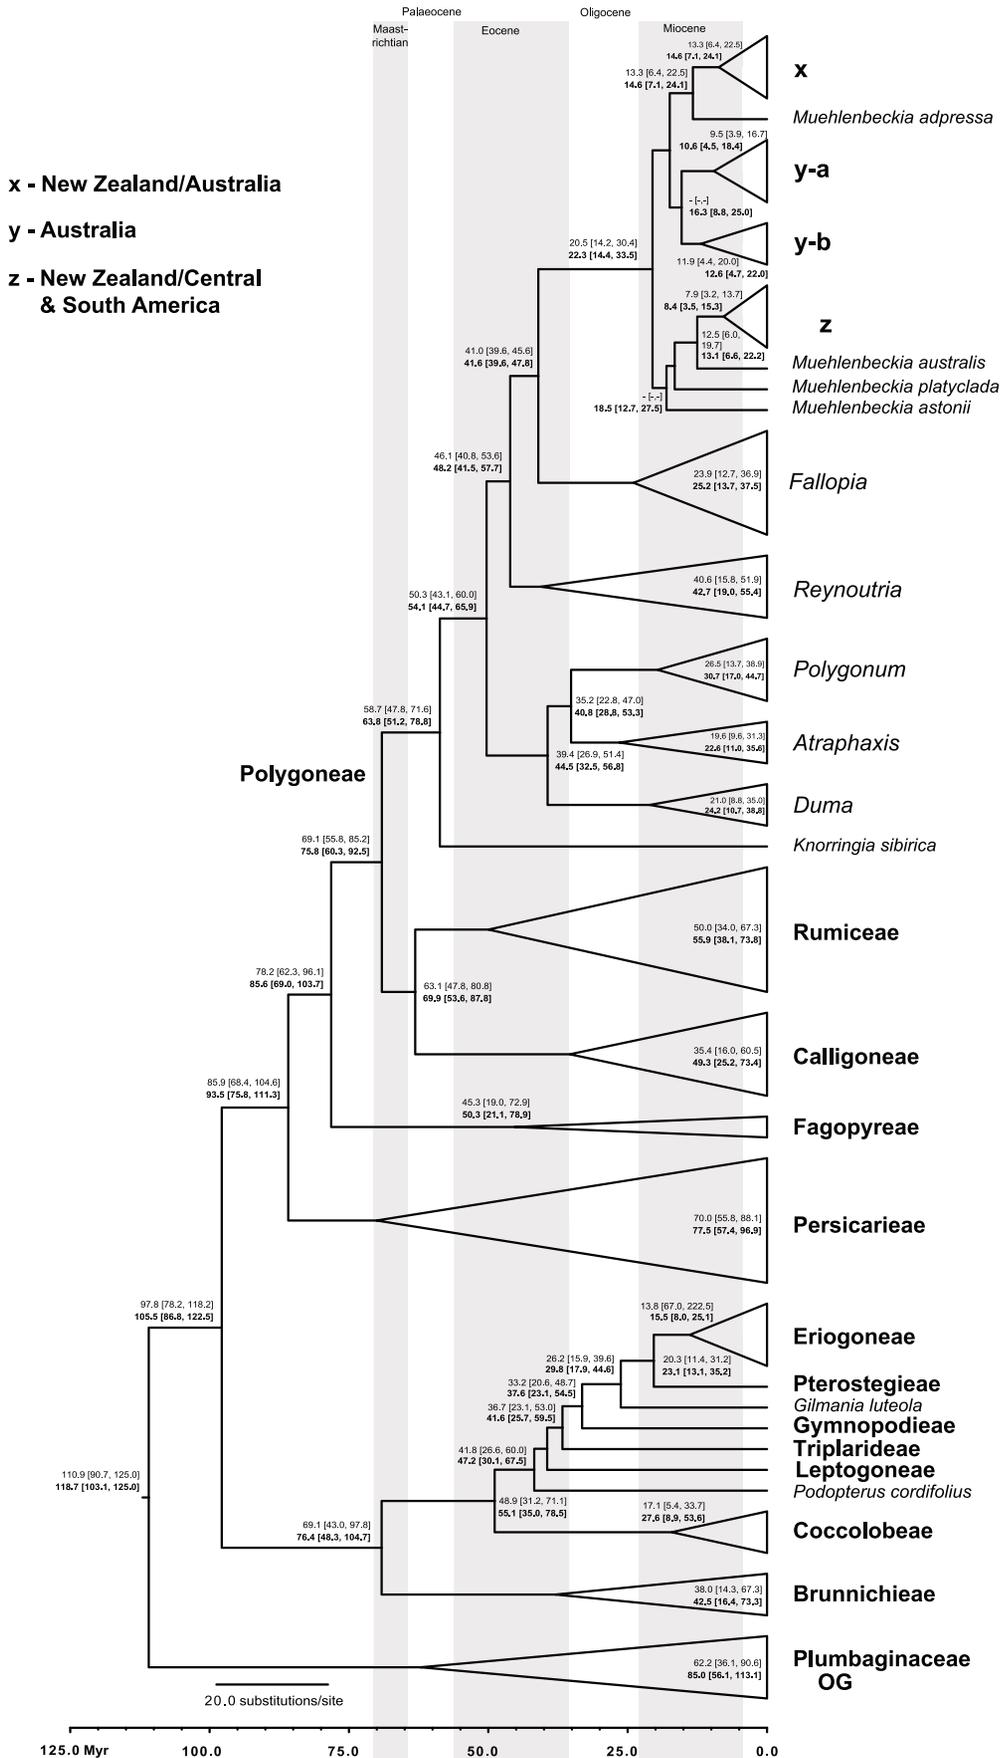 Palaeocene
Oligocene
Maast-
richtian
Eocene
Miocene
13.3 [6.4, 22.5]
14.6 [7.1, 24.1]
x
13.3 [6.4, 22.5]
14.6 [7.1, 24.1]
Muehlenbeckia adpressa
9.5 [3.9, 16.7]
10.6 [4.5, 18.4]
y-a
x - New Zealand/Australia
- [-.-]
16.3 [8.8, 25.0]
y - Australia
y-b
20.5 [14.2, 30.4]
22.3 [14.4, 33.5]
11.9 [4.4, 20.0]
12.6 [4.7, 22.0]
z - New Zealand/Central
& South America
7.9 [3.2, 13.7]
8.4 [3.5, 15.3]
z
12.5 [6.0,
19.7]
13.1 [6.6, 22.2]
41.0 [39.6, 45.6]
41.6 [39.6, 47.8]
Muehlenbeckia australis
Muehlenbeckia platyclada
- [-.-]
18.5 [12.7, 27.5]
Muehlenbeckia astonii
46.1 [40.8, 53.6]
48.2 [41.5, 57.7]
23.9 [12.7, 36.9]
25.2 [13.7, 37.5]
Fallopia
50.3 [43.1, 60.0]
54.1 [44.7, 65.9]
40.6 [15.8, 51.9]
42.7 [19.0, 55.4]
Reynoutria
26.5 [13.7, 38.9]
30.7 [17.0, 44.7]
Polygonum
58.7 [47.8, 71.6]
63.8 [51.2, 78.8]
35.2 [22.8, 47.0]
40.8 [28.8, 53.3]
19.6 [9.6, 31.3]
22.6 [11.0, 35.6]
Atraphaxis
39.4 [26.9, 51.4]
44.5 [32.5, 56.8]
Polygoneae
21.0 [8.8, 35.0]
24.2 [10.7, 38.8]
Duma
69.1 [55.8, 85.2]
75.8 [60.3, 92.5]
Knorringia sibirica
50.0 [34.0, 67.3]
55.9 [38.1, 73.8]
Rumiceae
78.2 [62.3, 96.1]
85.6 [69.0, 103.7]
63.1 [47.8, 80.8]
69.9 [53.6, 87.8]
35.4 [16.0, 60.5]
49.3 [25.2, 73.4]
Calligoneae
85.9 [68.4, 104.6]
93.5 [75.8, 111.3]
45.3 [19.0, 72.9]
50.3 [21.1, 78.9]
Fagopyreae
70.0 [55.8, 88.1]
77.5 [57.4, 96.9]
Persicarieae
97.8 [78.2, 118.2]
105.5 [86.8, 122.5]
13.8 [67.0, 222.5]
15.5 [8.0, 25.1]
Eriogoneae
26.2 [15.9, 39.6]
29.8 [17.9, 44.6]
20.3 [11.4, 31.2]
23.1 [13.1, 35.2]
33.2 [20.6, 48.7]
37.6 [23.1, 54.5]
Pterostegieae
Gilmania luteola
36.7 [23.1, 53.0]
41.6 [25.7, 59.5]
Gymnopodieae
Triplarideae
41.8 [26.6, 60.0]
47.2 [30.1, 67.5]
Leptogoneae
110.9 [90.7, 125.0]
118.7 [103.1, 125.0]
Podopterus cordifolius
48.9 [31.2, 71.1]
55.1 [35.0, 78.5]
17.1 [5.4, 33.7]
27.6 [8.9, 53.6]
69.1 [43.0, 97.8]
76.4 [48.3, 104.7]
Coccolobeae
38.0 [14.3, 67.3]
42.5 [16.4, 73.3]
Brunnichieae
62.2 [36.1, 90.6]
85.0 [56.1, 113.1]
Plumbaginaceae
OG
20.0 substitutions/site
125.0 Myr 100.0 75.0 50.0 25.0 0.0